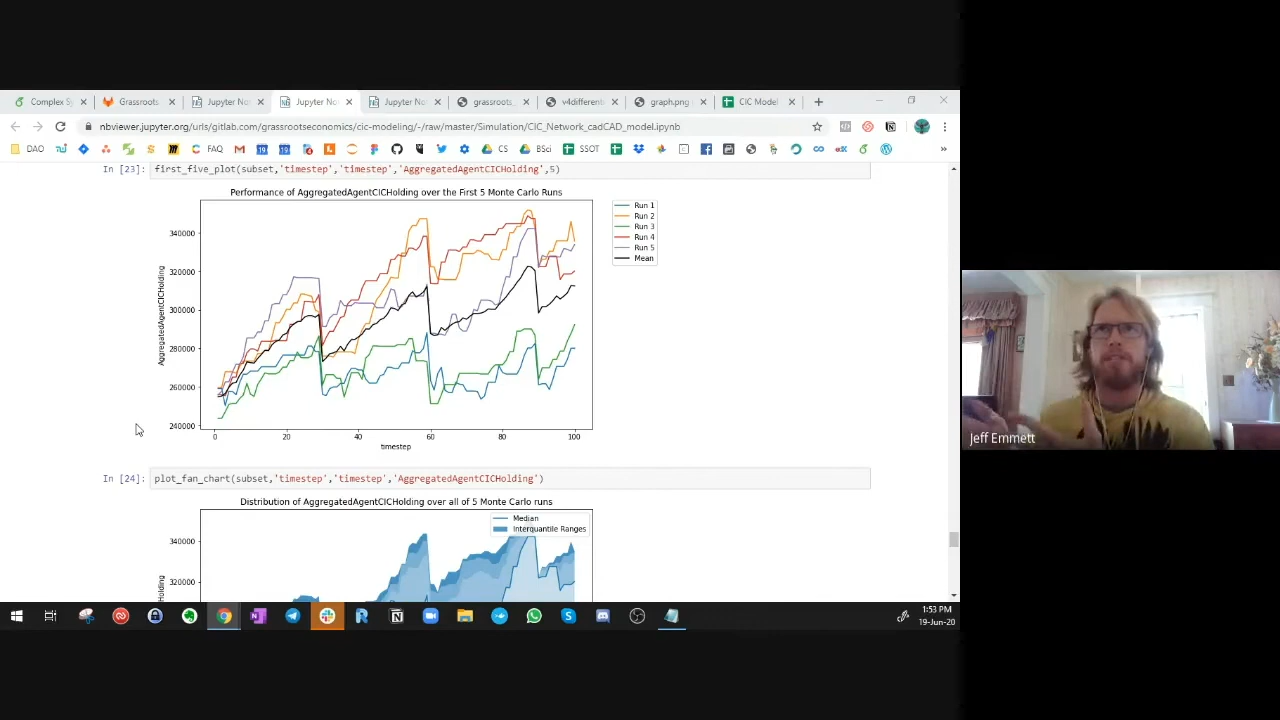 Complex Sy
Grassroots
Jupyter No
Jupyter No
Jupyter No
grassroots_
v4different
graph.png
CIC Model
nbviewer.jupyter.org/urls/gitlab.com/grassrootseconomics/cic-modeling/-/raw/master/Simulation/CIC_Network_cadCAD_model.ipynb
DAO
FAQ
CS
BSci
SSOT
In [23]: first_five_plot(subset,'timestep','timestep','AggregatedAgentCICHolding',5)
Performance of AggregatedAgentCICHolding over the First 5 Monte Carlo Runs
Run 1
Run 2
Run 3
Run 4
Run 5
Mean
340000
320000
300000
280000
260000
240000
AggregatedAgentCICHolding
0 20 40 60 80 100
timestep
Jeff Emmett
In [24]: plot_fan_chart(subset,'timestep','timestep','AggregatedAgentCICHolding')
Distribution of AggregatedAgentCICHolding over all of 5 Monte Carlo runs
Median
Interquantile Ranges
340000
320000
Holding
1:53 PM
19-Jun-20